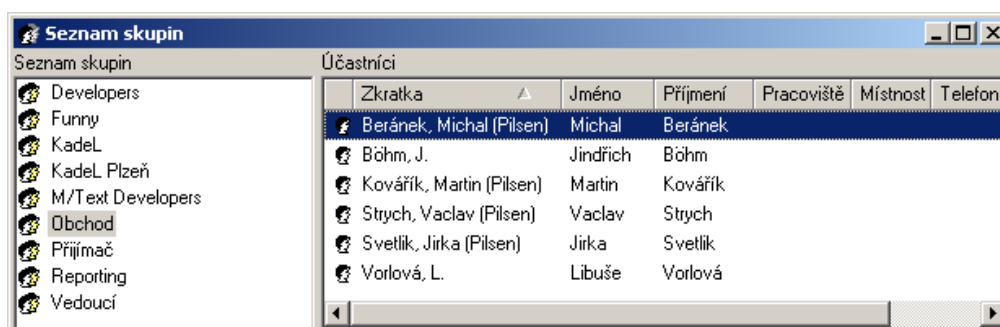 Seznam skupin
Seznam skupin
Developers
Funny
KadeL
KadeL Plzeň
M/Text Developers
Obchod
Přijímač
Reporting
Vedoucí
Účastníci
Zkratka Jméno Příjmení Pracoviště Místnost Telefon
Beránek, Michal (Pilsen) Michal Beránek
Böhm, J. Jindřich Böhm
Kovářík, Martin (Pilsen) Martin Kovářík
Strych, Vaclav (Pilsen) Vaclav Strych
Svetlik, Jirka (Pilsen) Jirka Svetlik
Vorlová, L. Libuše Vorlová